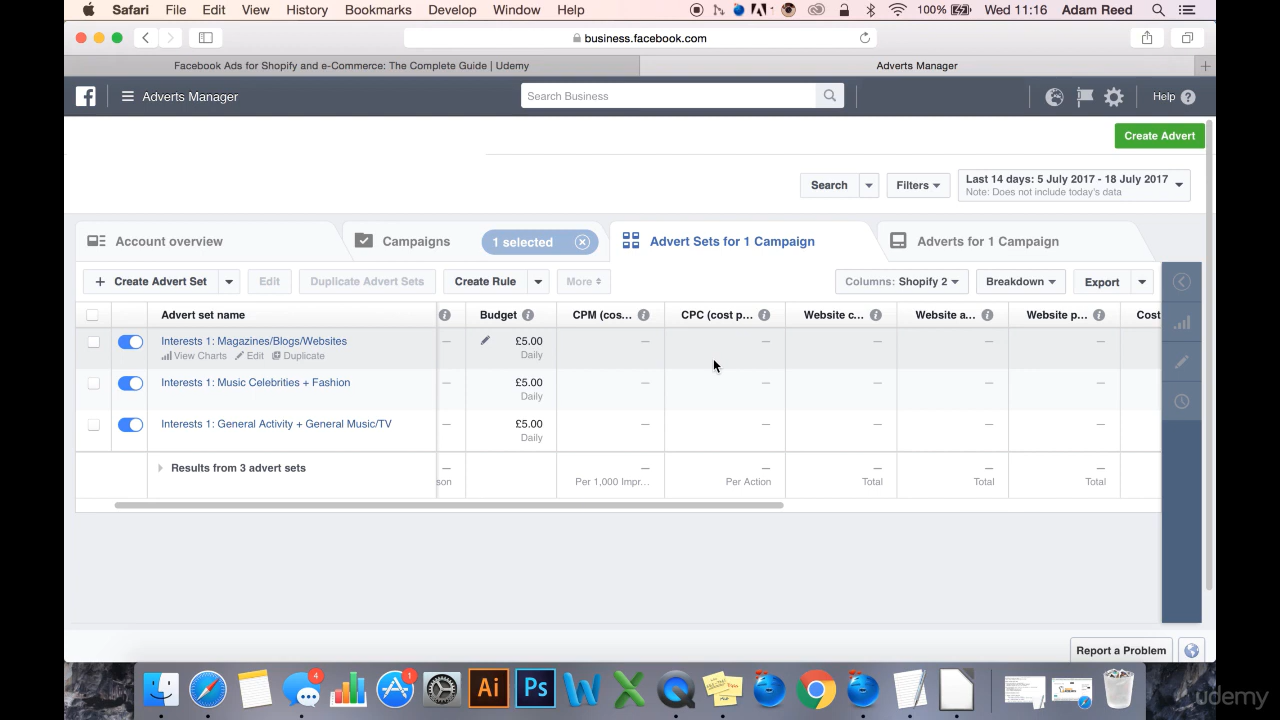 Safari File Edit View History Bookmarks Develop Window Help 1 100% Wed 11:16 Adam Reed
business.facebook.com
Facebook Ads for Shopify and e-Commerce: The Complete Guide | Udemy Adverts Manager +
f Adverts Manager Search Business Help ?
Create Advert
Search Filters Last 14 days: 5 July 2017 - 18 July 2017
Note: Does not include today's data
Account overview Campaigns 1 selected Advert Sets for 1 Campaign Adverts for 1 Campaign
+ Create Advert Set Edit Duplicate Advert Sets Create Rule More Columns: Shopify 2 Breakdown Export
Advert set name Budget CPM (cos... CPC (cost p... Website c... Website a... Website p... Cost
Interests 1: Magazines/Blogs/Websites — £5.00 — — — — —
View Charts Edit Duplicate Daily
Interests 1: Music Celebrities + Fashion — £5.00 — — — — —
Daily
Interests 1: General Activity + General Music/TV — £5.00 — — — — —
Daily
Results from 3 advert sets — — — — — —
son Per 1,000 Impr... Per Action Total Total Total
Report a Problem
4 1 Ai Ps
udemy